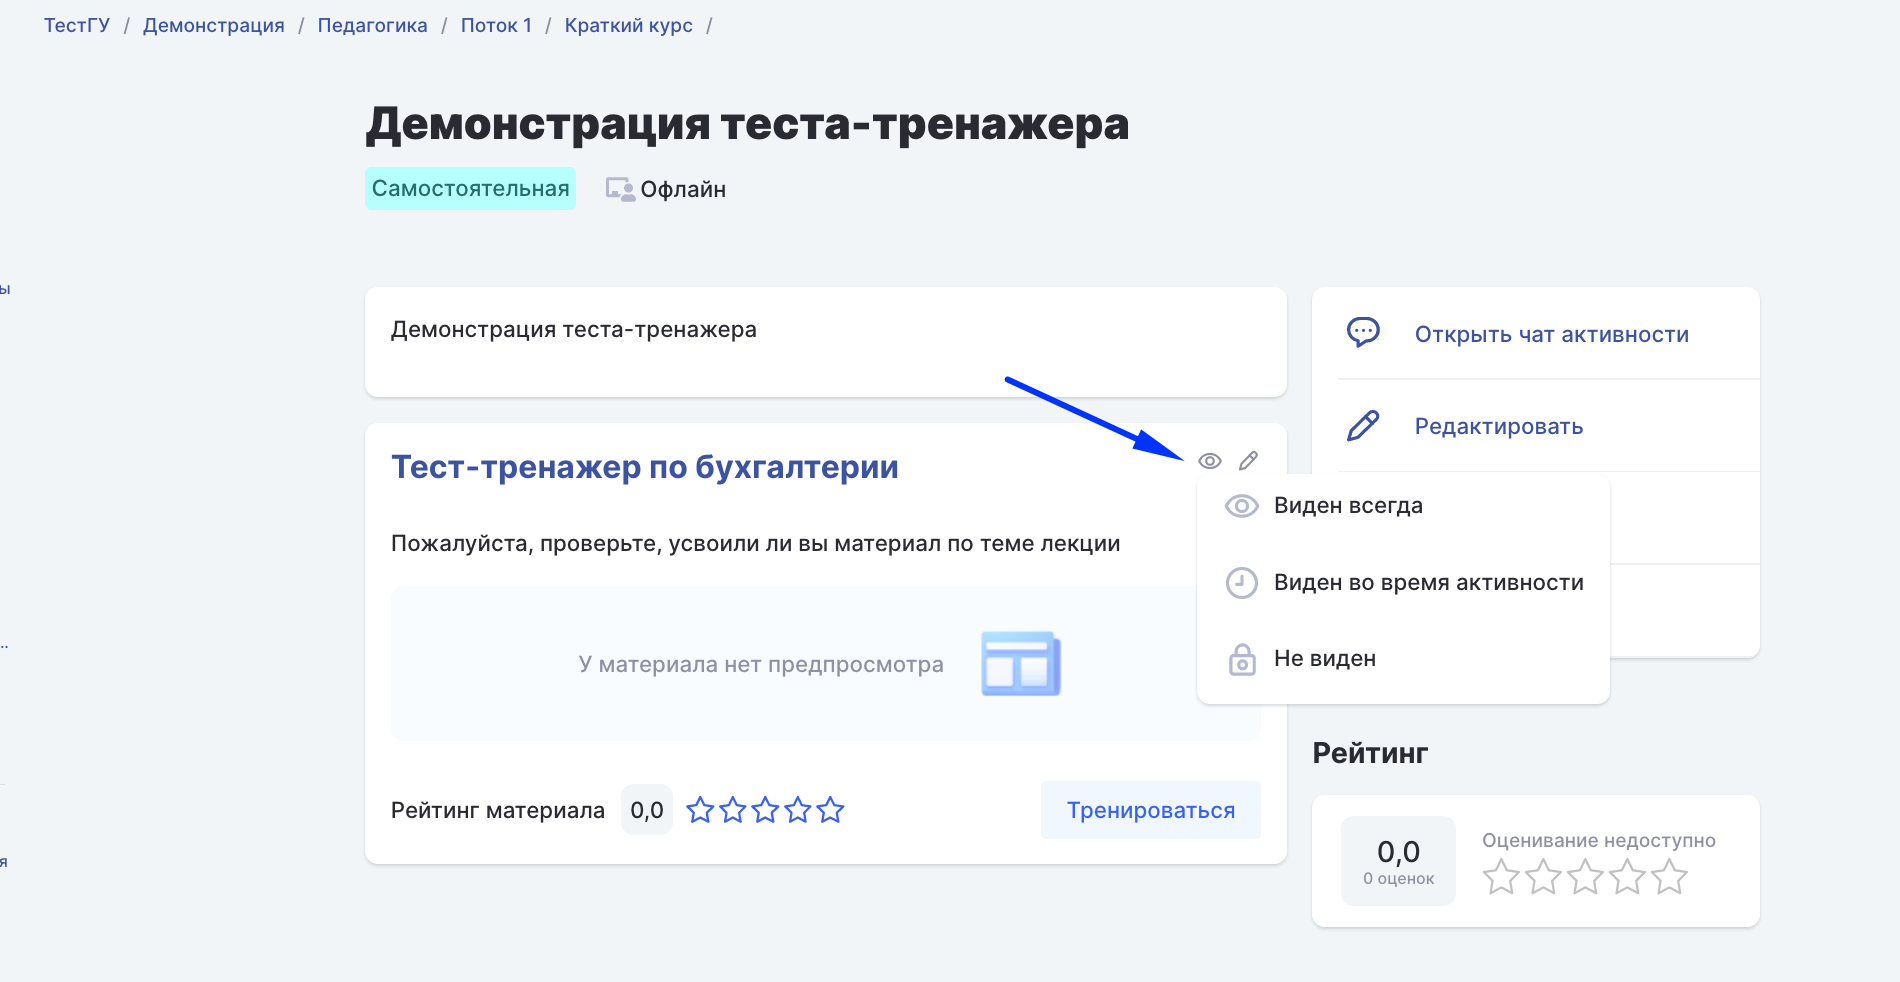 ТестГУ / Демонстрация / Педагогика / Поток 1 / Краткий курс /
Демонстрация теста-тренажера
Самостоятельная Офлайн
ы
Демонстрация теста-тренажера
Открыть чат активности
Редактировать
Тест-тренажер по бухгалтерии
Виден всегда
Пожалуйста, проверьте, усвоили ли вы материал по теме лекции
Виден во время активности
Не виден
У материала нет предпросмотра
..
Рейтинг
Рейтинг материала 0,0
Тренироваться
0,0
0 оценок
Оценивание недоступно
я